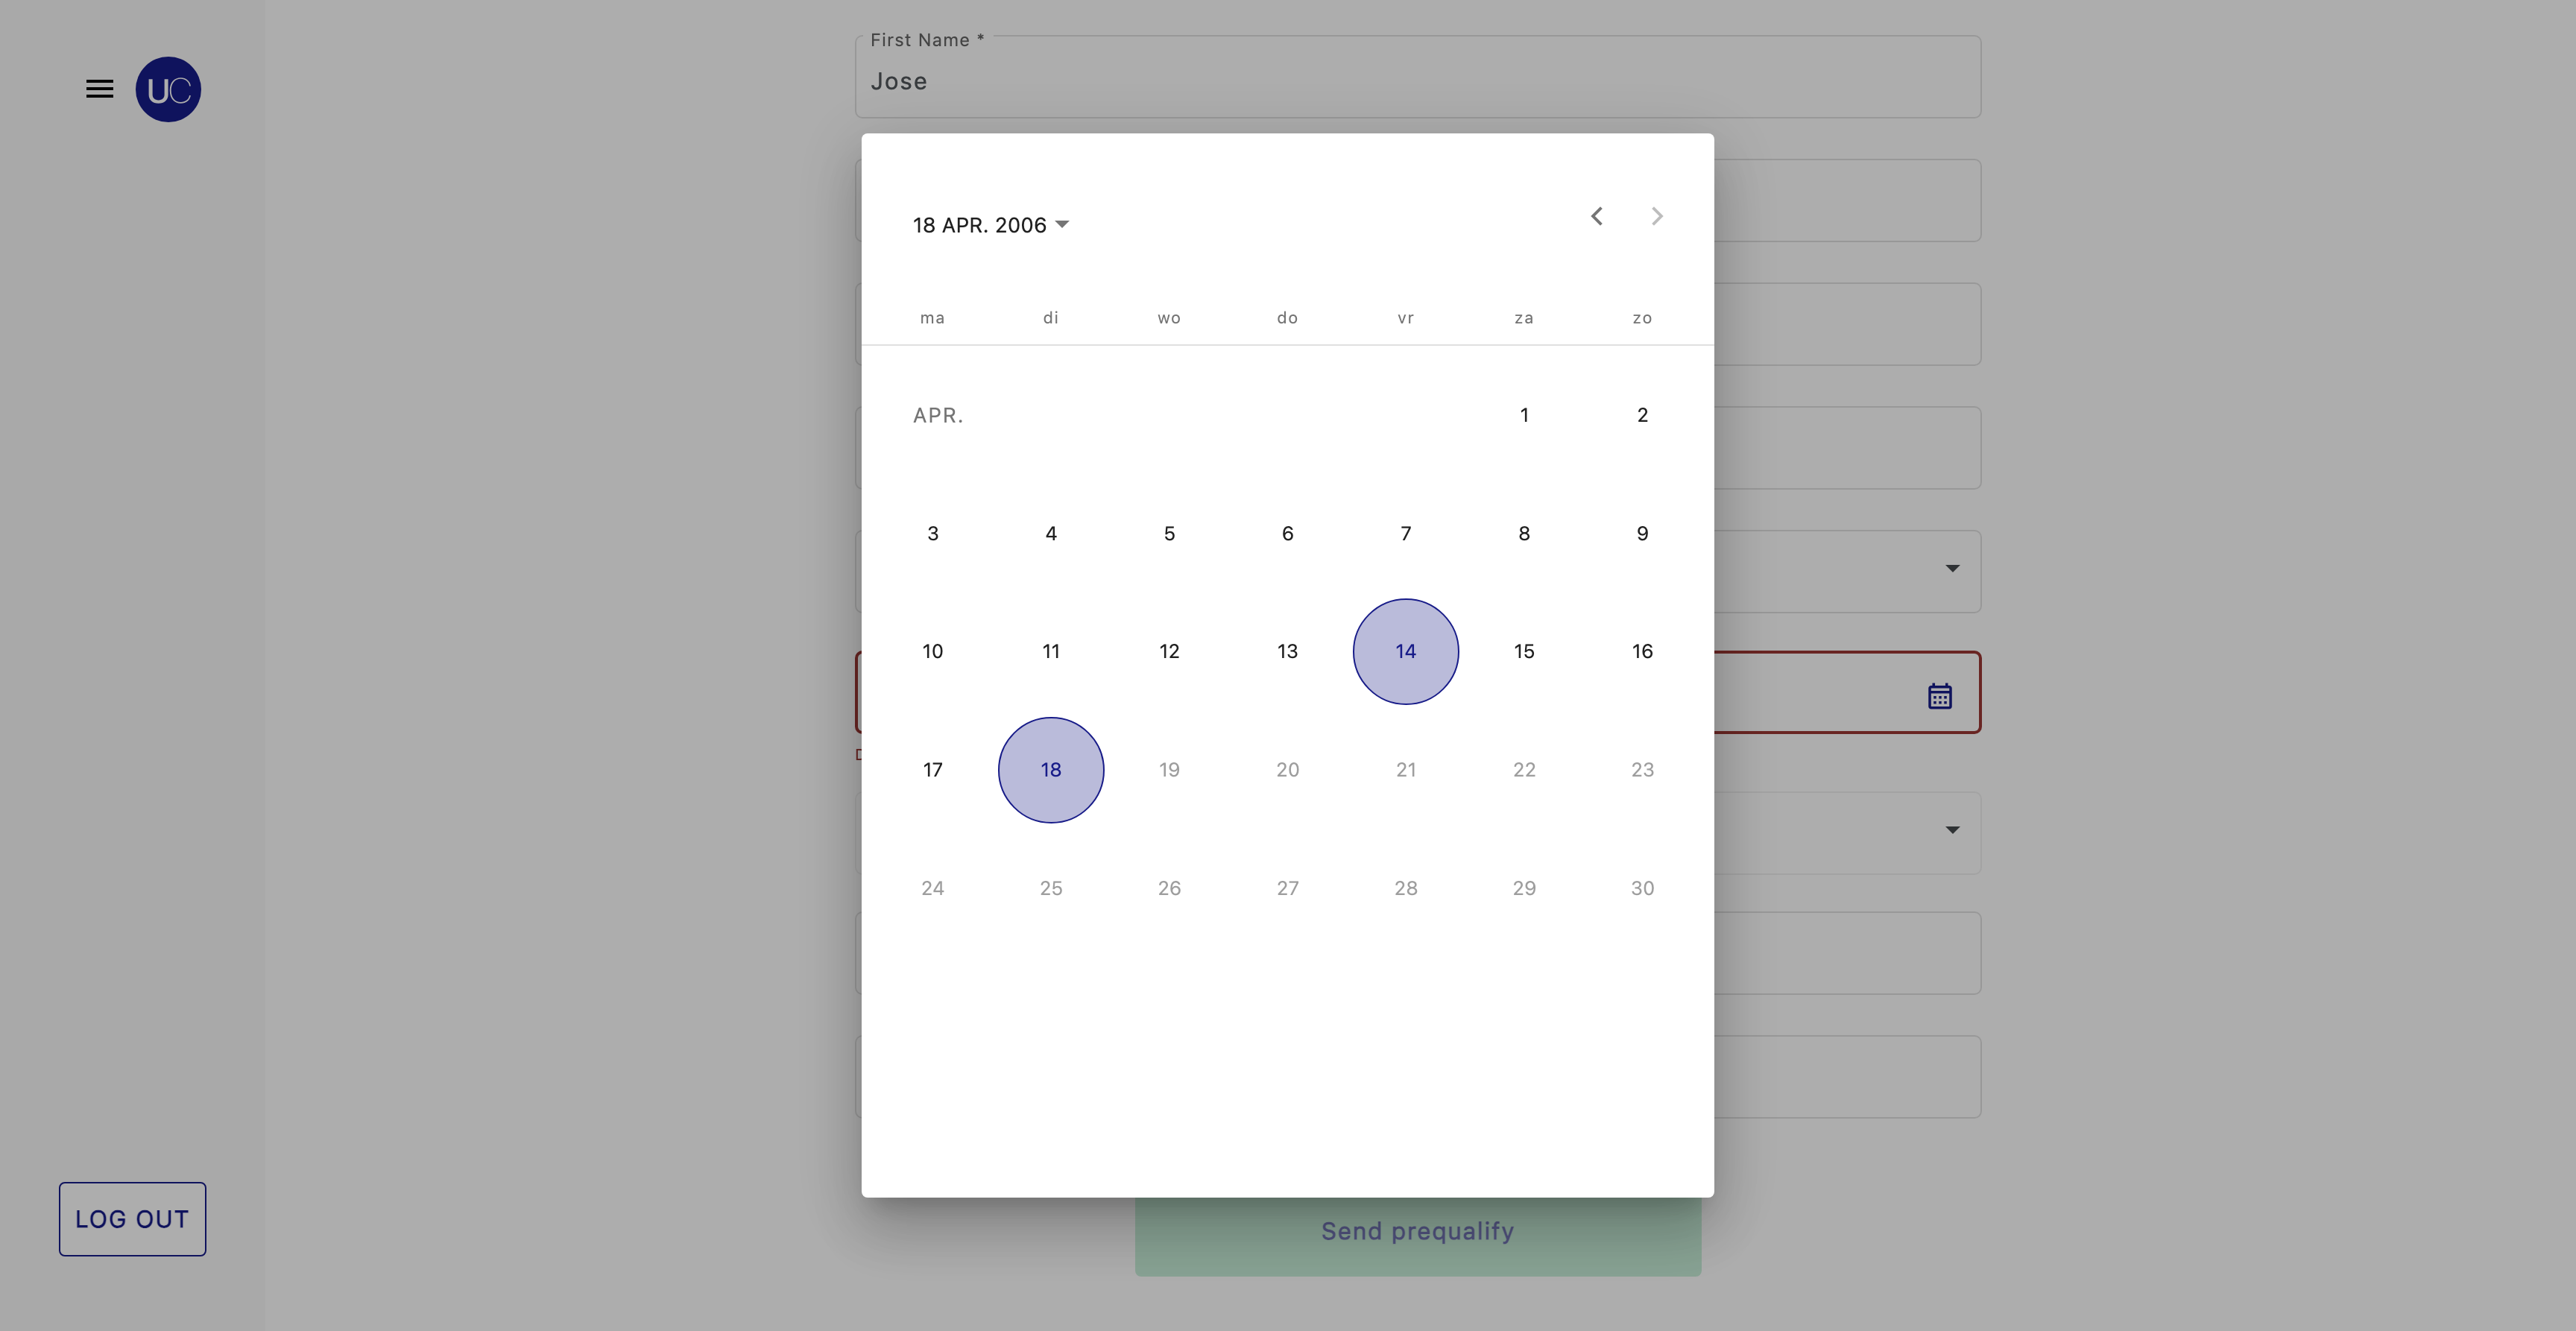 First Name *
Jose
UC
18 APR. 2006
ma di wo do vr za zo
APR. 1 2
3 4 5 6 7 8 9
10 11 12 13 14 15 16
17 18 19 20 21 22 23
24 25 26 27 28 29 30
LOG OUT
Send prequalify